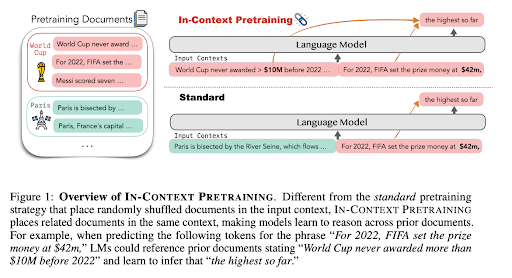 Pretraining Documents
World Cup
World Cup never award ...
For 2022, FIFA set the ...
Messi scored seven ...
Paris
Paris is bisected by ...
Paris, France's capital ...
...
In-Context Pretraining
the highest so far
Language Model
Input Contexts
World Cup never awarded > $10M before 2022 ... For 2022, FIFA set the prize money at $42m,
Standard
the highest so far
Language Model
Input Contexts
Paris is bisected by the River Seine, which flows ... For 2022, FIFA set the prize money at $42m,
Figure 1: Overview of IN-CONTEXT PRETRAINING. Different from the standard pretraining
strategy that place randomly shuffled documents in the input context, IN-CONTEXT PRETRAINING
places related documents in the same context, making models learn to reason across prior documents.
For example, when predicting the following tokens for the phrase “For 2022, FIFA set the prize
money at $42m,” LMs could reference prior documents stating “World Cup never awarded more than
$10M before 2022” and learn to infer that “the highest so far.”